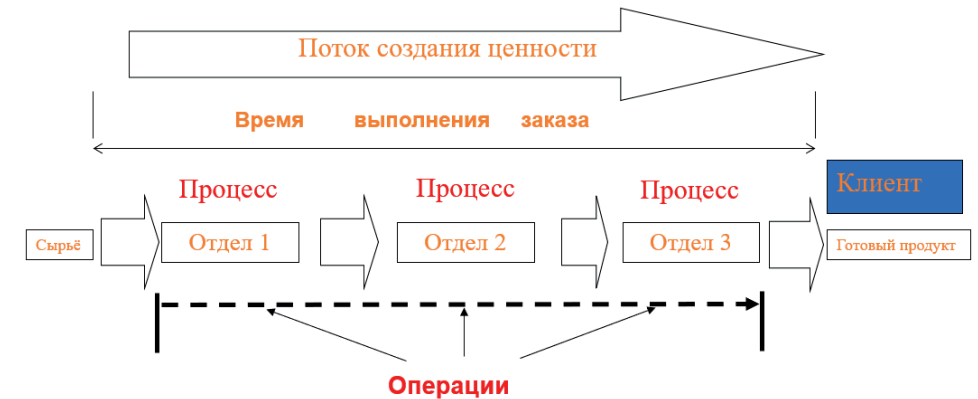 Поток создания ценности
Время выполнения заказа
Процесс Процесс Процесс
Клиент
Сырьё Отдел 1 Отдел 2 Отдел 3 Готовый продукт
Операции